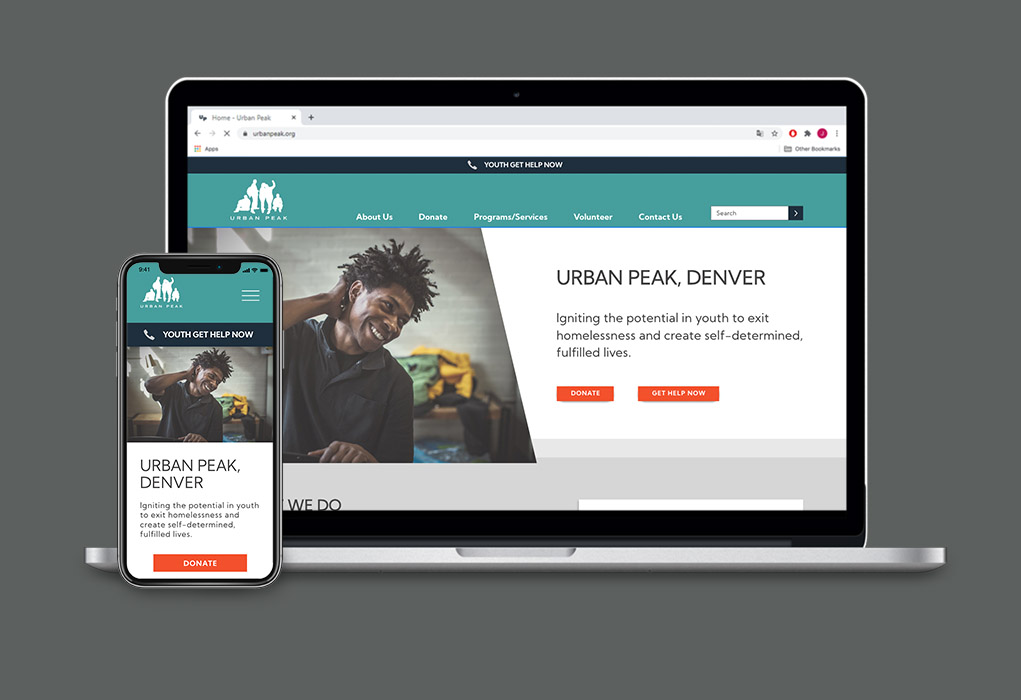 Home - Urban Peak
urbanpeak.org
Apps
Other Bookmarks
YOUTH GET HELP NOW
URBAN PEAK
About Us
Donate
Programs/Services
Volunteer
Contact Us
Search
URBAN PEAK, DENVER
Igniting the potential in youth to exit
homelessness and create self-determined,
fulfilled lives.
DONATE
GET HELP NOW
WE DO
9:41
URBAN PEAK
YOUTH GET HELP NOW
URBAN PEAK,
DENVER
Igniting the potential in youth
to exit homelessness and
create self-determined,
fulfilled lives.
DONATE